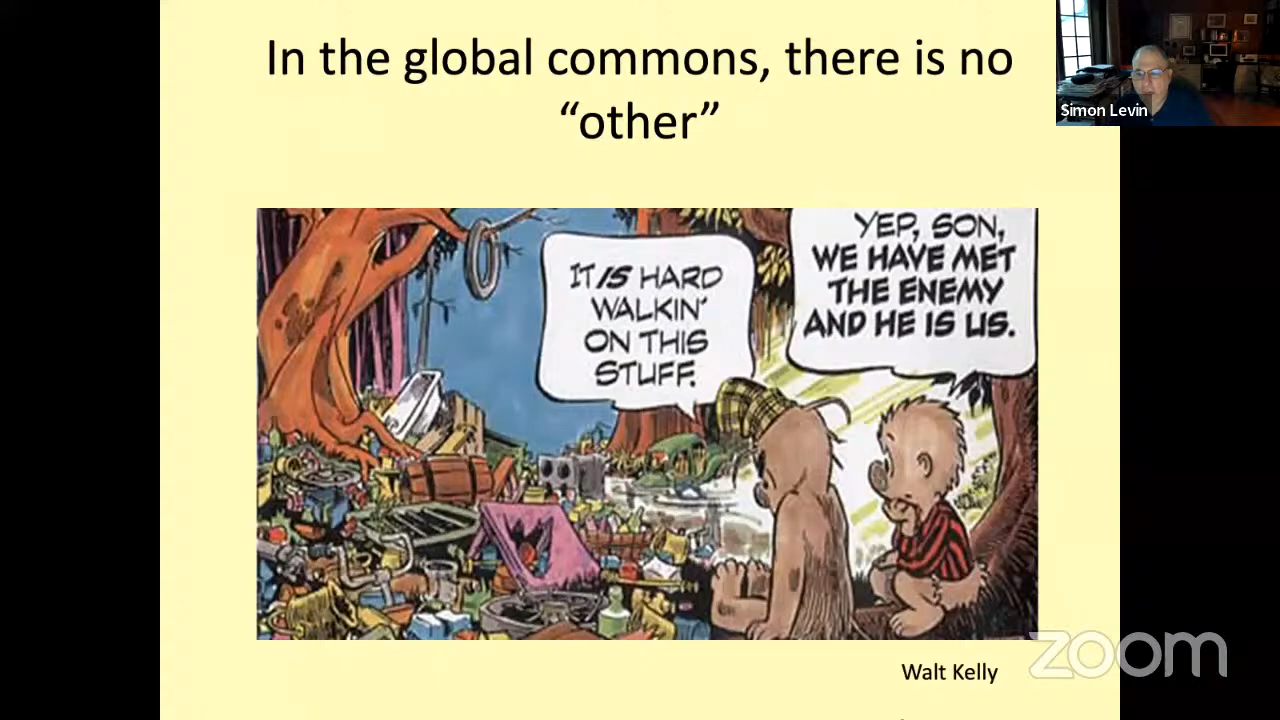 In the global commons, there is no
“other”
Simon Levin
IT IS HARD
WALKIN’
ON THIS
STUFF.
YEP, SON,
WE HAVE MET
THE ENEMY
AND HE IS US.
Walt Kelly
zoom